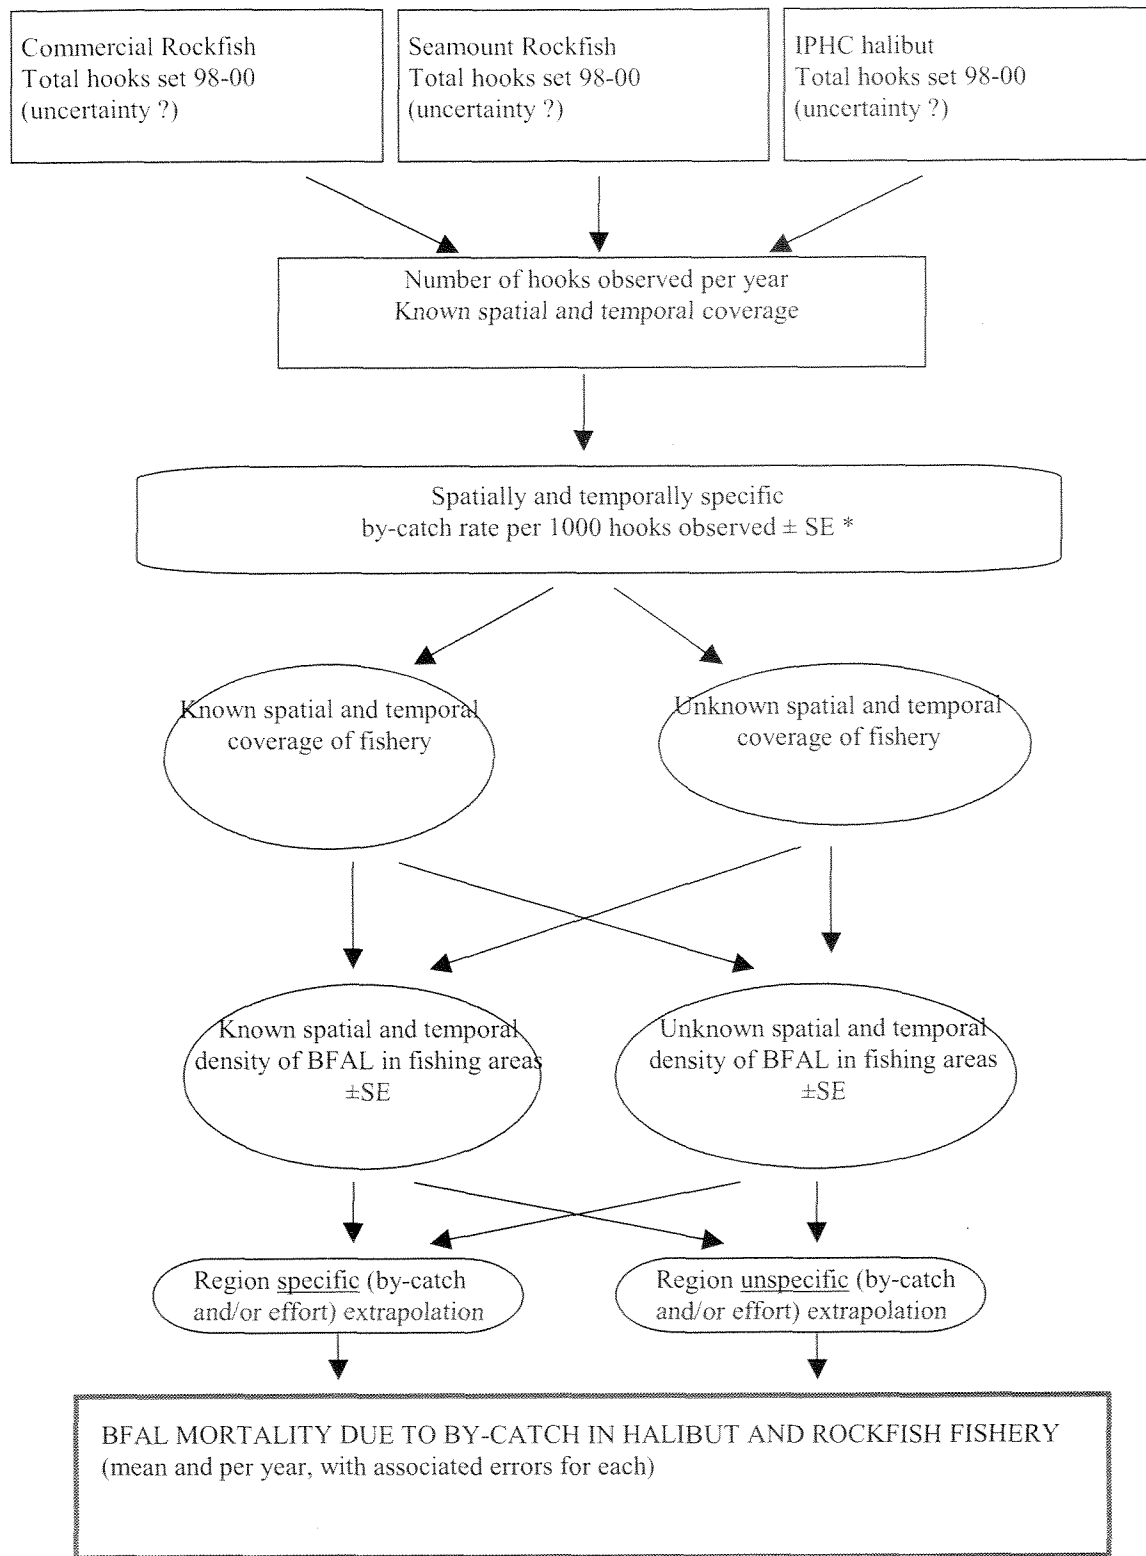 Commercial Rockfish
Total hooks set 98-00
(uncertainty ?)
Seamount Rockfish
Total hooks set 98-00
(uncertainty ?)
IPHC halibut
Total hooks set 98-00
(uncertainty ?)
Number of hooks observed per year
Known spatial and temporal coverage
Spatially and temporally specific
by-catch rate per 1000 hooks observed ± SE *
Known spatial and temporal
coverage of fishery
Unknown spatial and temporal
coverage of fishery
Known spatial and temporal
density of BFAL in fishing areas
±SE
Unknown spatial and temporal
density of BFAL in fishing areas
±SE
Region specific (by-catch
and/or effort) extrapolation
Region unspecific (by-catch
and/or effort) extrapolation
BFAL MORTALITY DUE TO BY-CATCH IN HALIBUT AND ROCKFISH FISHERY
(mean and per year, with associated errors for each)